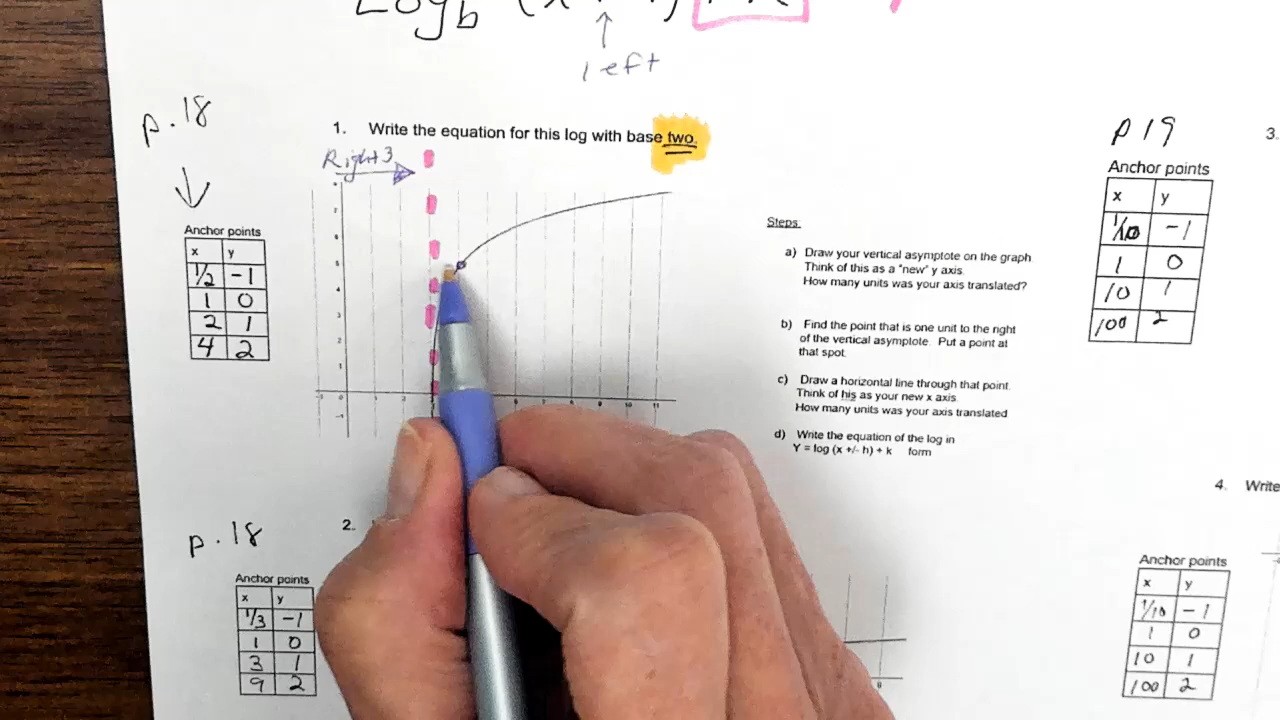 Log b
left
p.18
1. Write the equation for this log with base two.
Right 3
Anchor points
x y
1/2 -1
1 0
2 1
4 2
Steps:
a) Draw your vertical asymptote on the graph
Think of this as a "new" y axis.
How many units was your axis translated?
b) Find the point that is one unit to the right
of the vertical asymptote. Put a point at
that spot.
c) Draw a horizontal line through that point.
Think of his as your new x axis.
How many units was your axis translated
d) Write the equation of the log in
Y = log (x +/- h) + k form
p19
Anchor points
x y
1/10 -1
1 0
10 1
100 2
3.
p.18
2.
Anchor points
x y
1/3 -1
1 0
3 1
9 2
4. Write
Anchor points
x y
1/10 -1
1 0
10 1
100 2